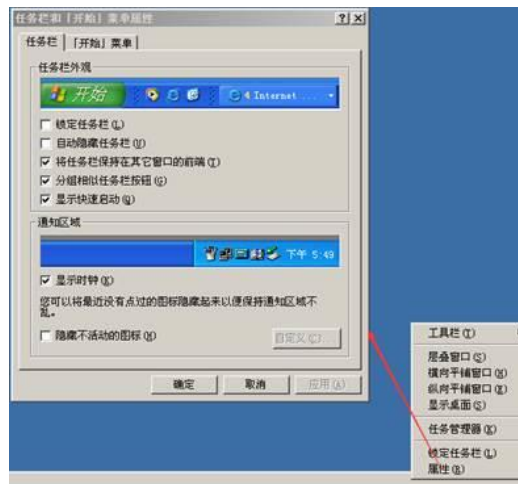 任务栏和「开始」菜单属性
任务栏
「开始」菜单
任务栏外观
开始
4 Internet ...
锁定任务栏(L)
自动隐藏任务栏(U)
将任务栏保持在其它窗口的前端(T)
分组相似任务栏按钮(G)
显示快速启动(Q)
通知区域
下午 5:49
显示时钟(K)
您可以将最近没有点过的图标隐藏起来以便保持通知区域不
乱。
隐藏不活动的图标(H)
自定义(C)
确定
取消
应用(A)
工具栏(T)
层叠窗口(S)
横向平铺窗口(H)
纵向平铺窗口(E)
显示桌面(S)
任务管理器(K)
锁定任务栏(L)
属性(R)